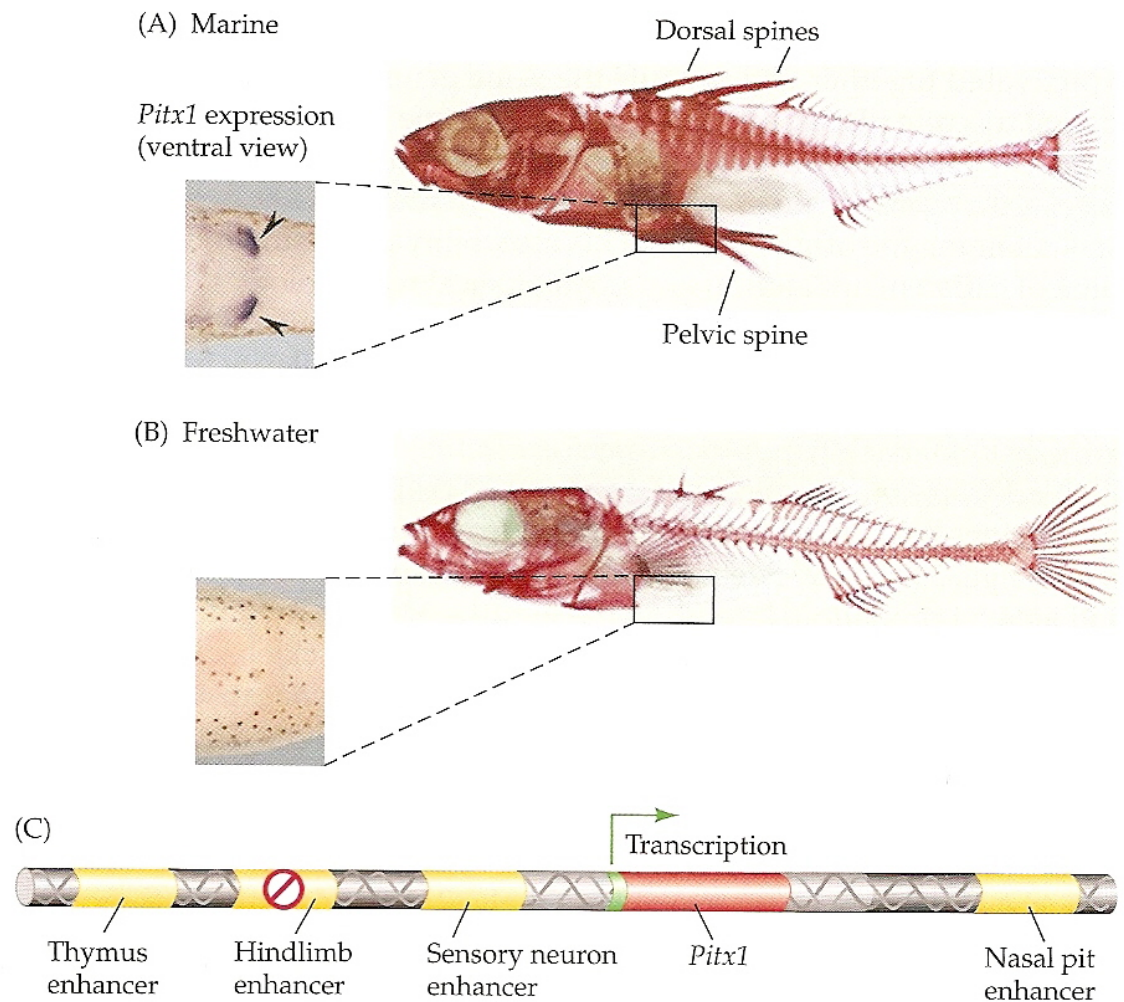 (A) Marine
Dorsal spines
Pitx1 expression
(ventral view)
Pelvic spine
(B) Freshwater
(C)
Transcription
Thymus
enhancer
Hindlimb
enhancer
Sensory neuron
enhancer
Pitx1
Nasal pit
enhancer